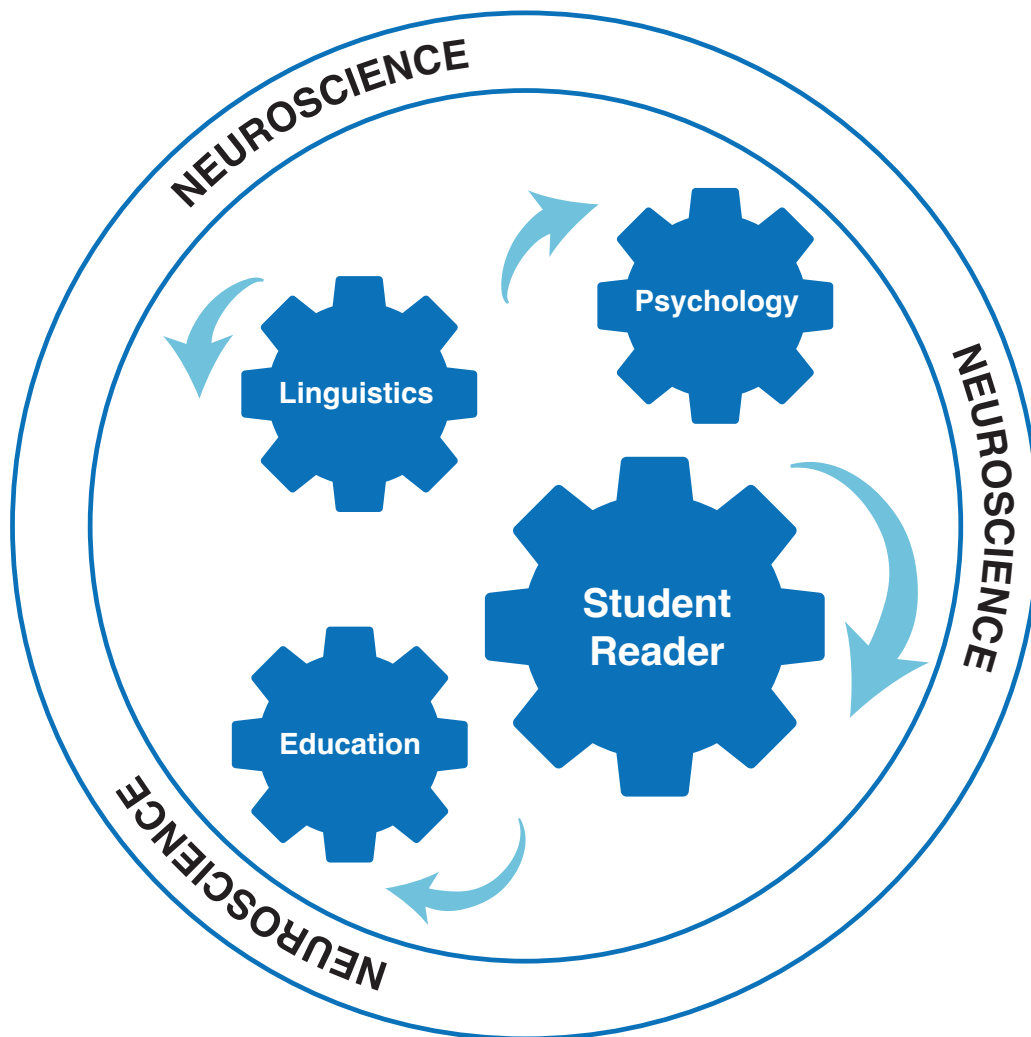 NEUROSCIENCE
Psychology
Linguistics
NEUROSCIENCE
Student
Reader
Education
NEUROSCIENCE